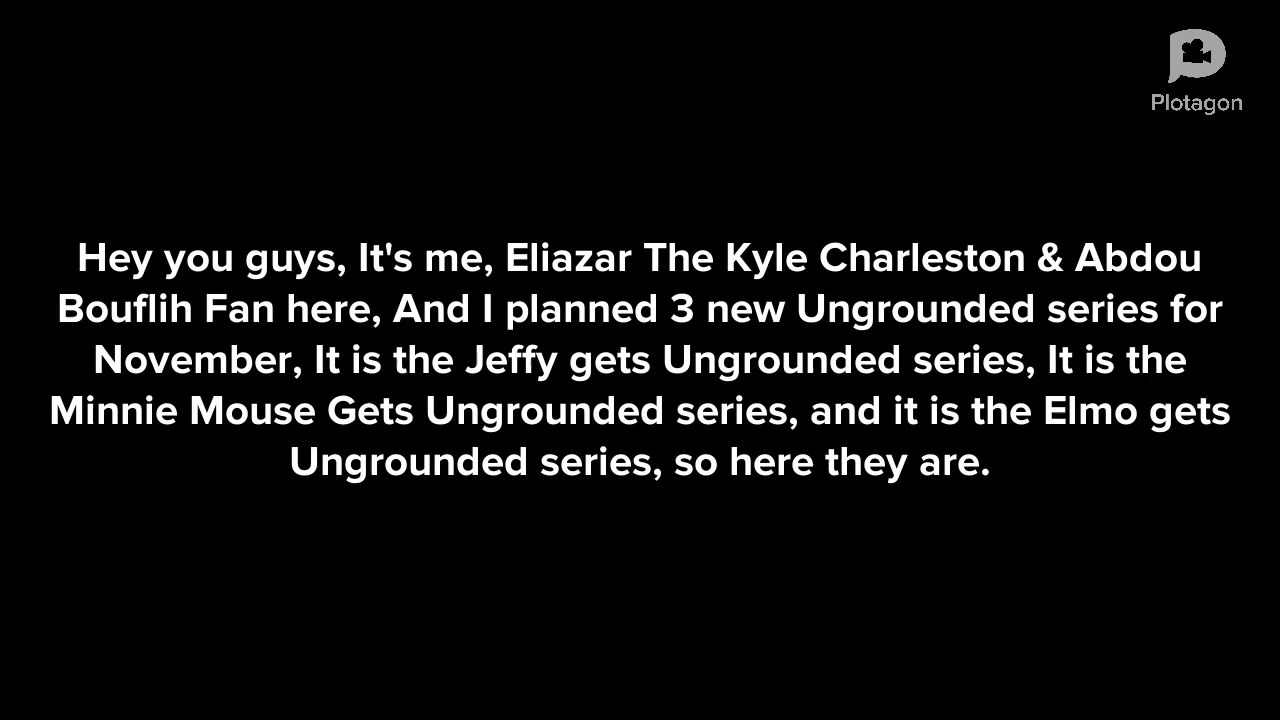 Plotagon
Hey you guys, It's me, Eliazar The Kyle Charleston & Abdou
Bouflih Fan here, And I planned 3 new Ungrounded series for
November, It is the Jeffy gets Ungrounded series, It is the
Minnie Mouse Gets Ungrounded series, and it is the Elmo gets
Ungrounded series, so here they are.